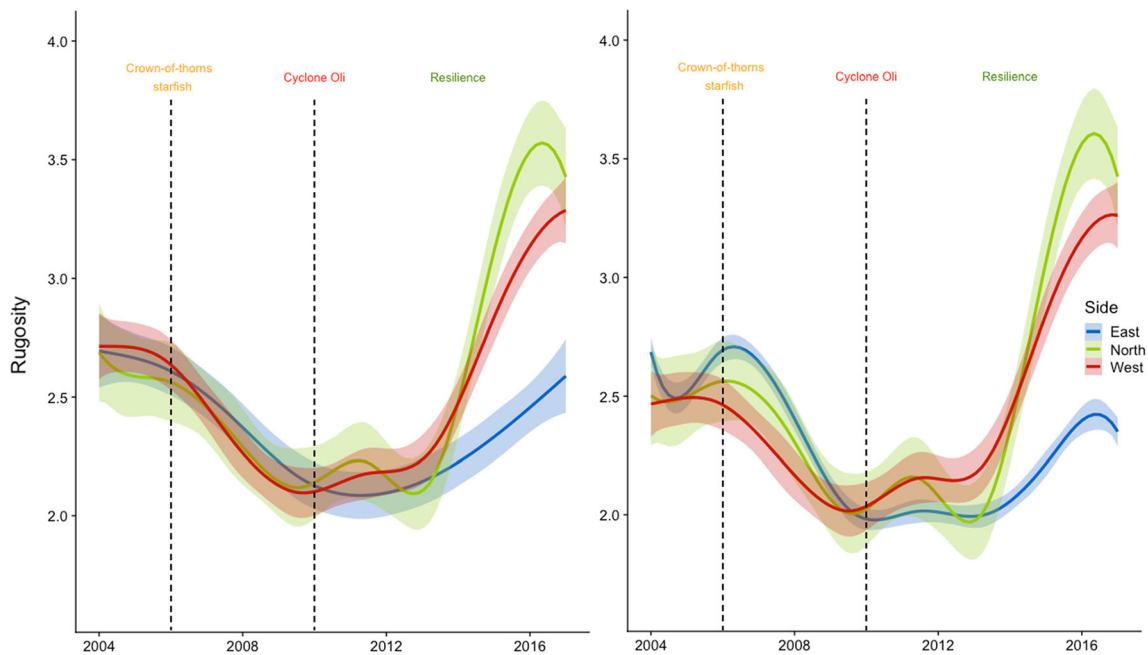 4.0
3.5
3.0
2.5
2.0
Rugosity
Crown-of-thorns
starfish
Cyclone Oli
Resilience
2004
2008
2012
2016
4.0
3.5
3.0
2.5
2.0
Crown-of-thorns
starfish
Cyclone Oli
Resilience
2004
2008
2012
2016
Side
East
North
West